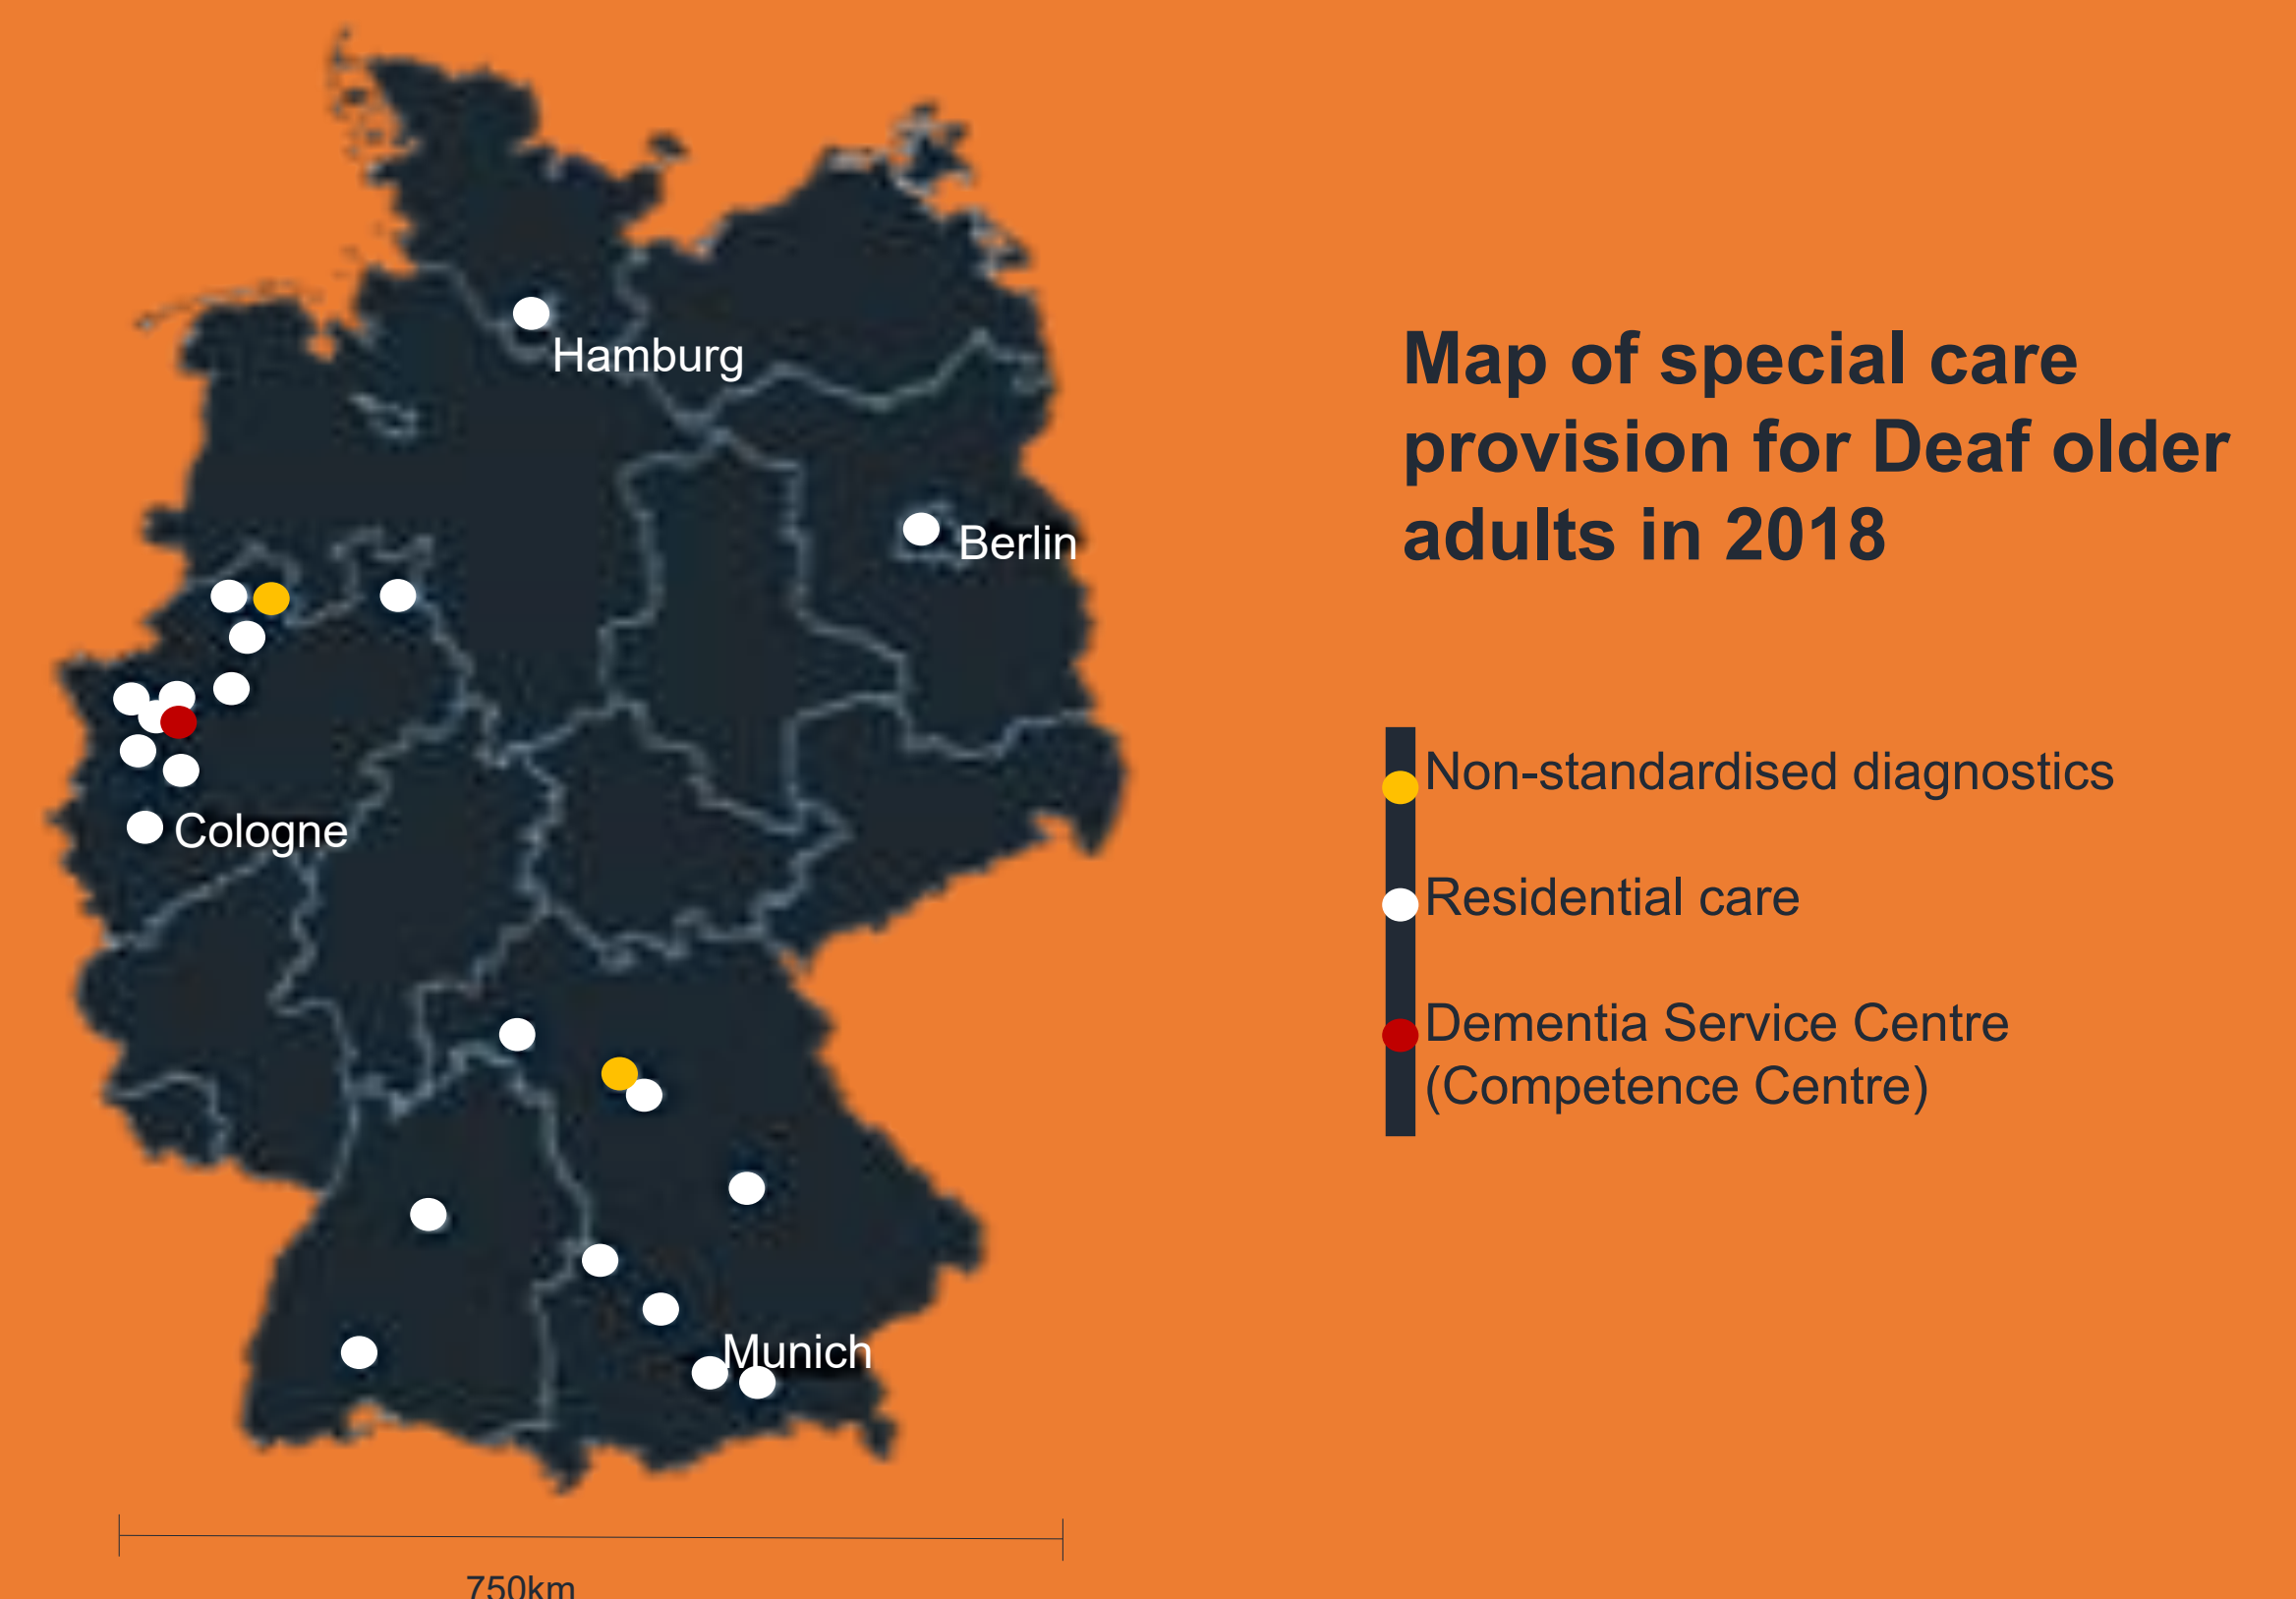 Hamburg
Berlin
Cologne
Munich
750km
Map of special care
provision for Deaf older
adults in 2018
Non-standardised diagnostics
Residential care
Dementia Service Centre
(Competence Centre)